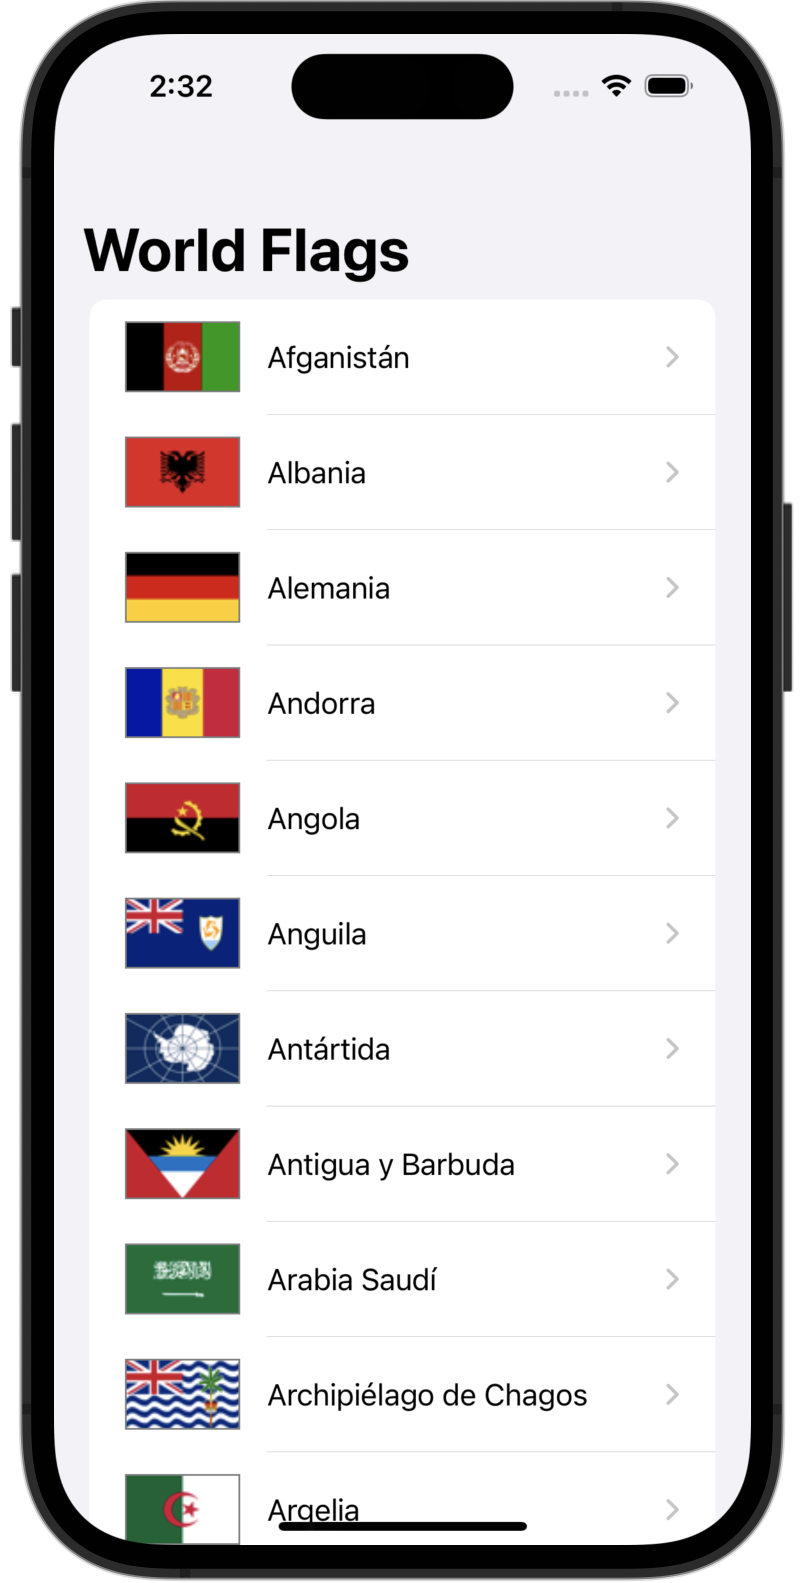 2:32
World Flags
Afganistán
Albania
Alemania
Andorra
Angola
Anguila
Antártida
Antigua y Barbuda
Arabia Saudí
Archipiélago de Chagos
Argelia